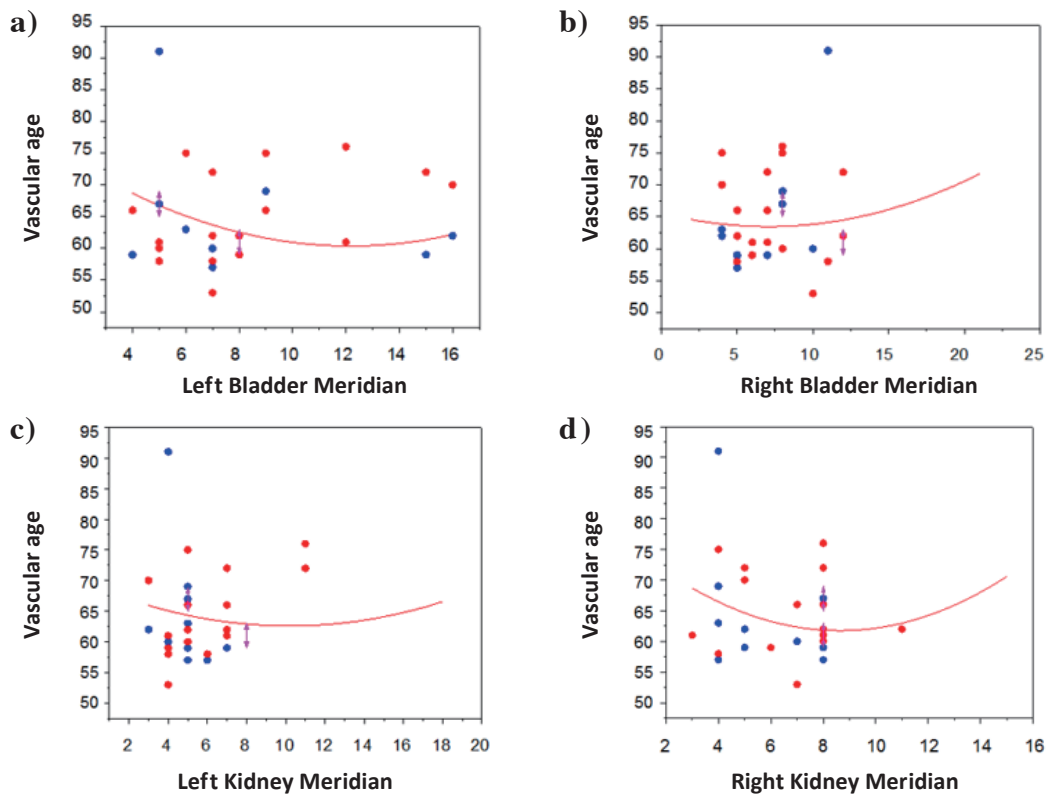 a)
95
90
85
80
75
70
65
60
55
50
Vascular age
4 6 8 10 12 14 16
Left Bladder Meridian
b)
95
90
85
80
75
70
65
60
55
50
Vascular age
0 5 10 15 20 25
Right Bladder Meridian
c)
95
90
85
80
75
70
65
60
55
50
Vascular age
2 4 6 8 10 12 14 16 18 20
Left Kidney Meridian
d)
95
90
85
80
75
70
65
60
55
50
Vascular age
2 4 6 8 10 12 14 16
Right Kidney Meridian